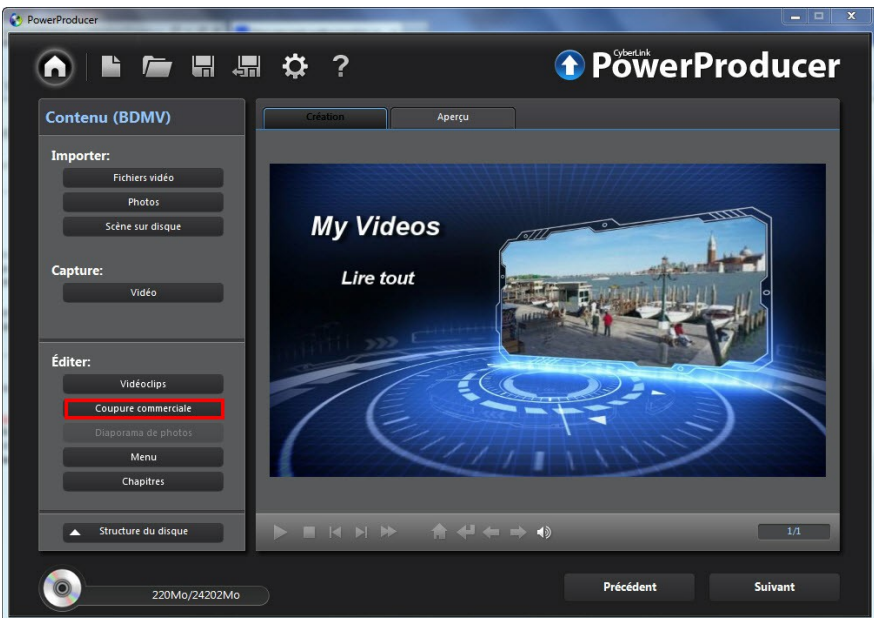 PowerProducer
?
CyberLink
PowerProducer
Contenu (BDMV)
Création
Aperçu
Importer:
Fichiers vidéo
Photos
Scène sur disque
Capture:
Vidéo
Éditer:
Vidéoclips
Coupure commerciale
Diaporama de photos
Menu
Chapitres
Structure du disque
My Videos
Lire tout
1/1
220Mo/24202Mo
Précédent
Suivant